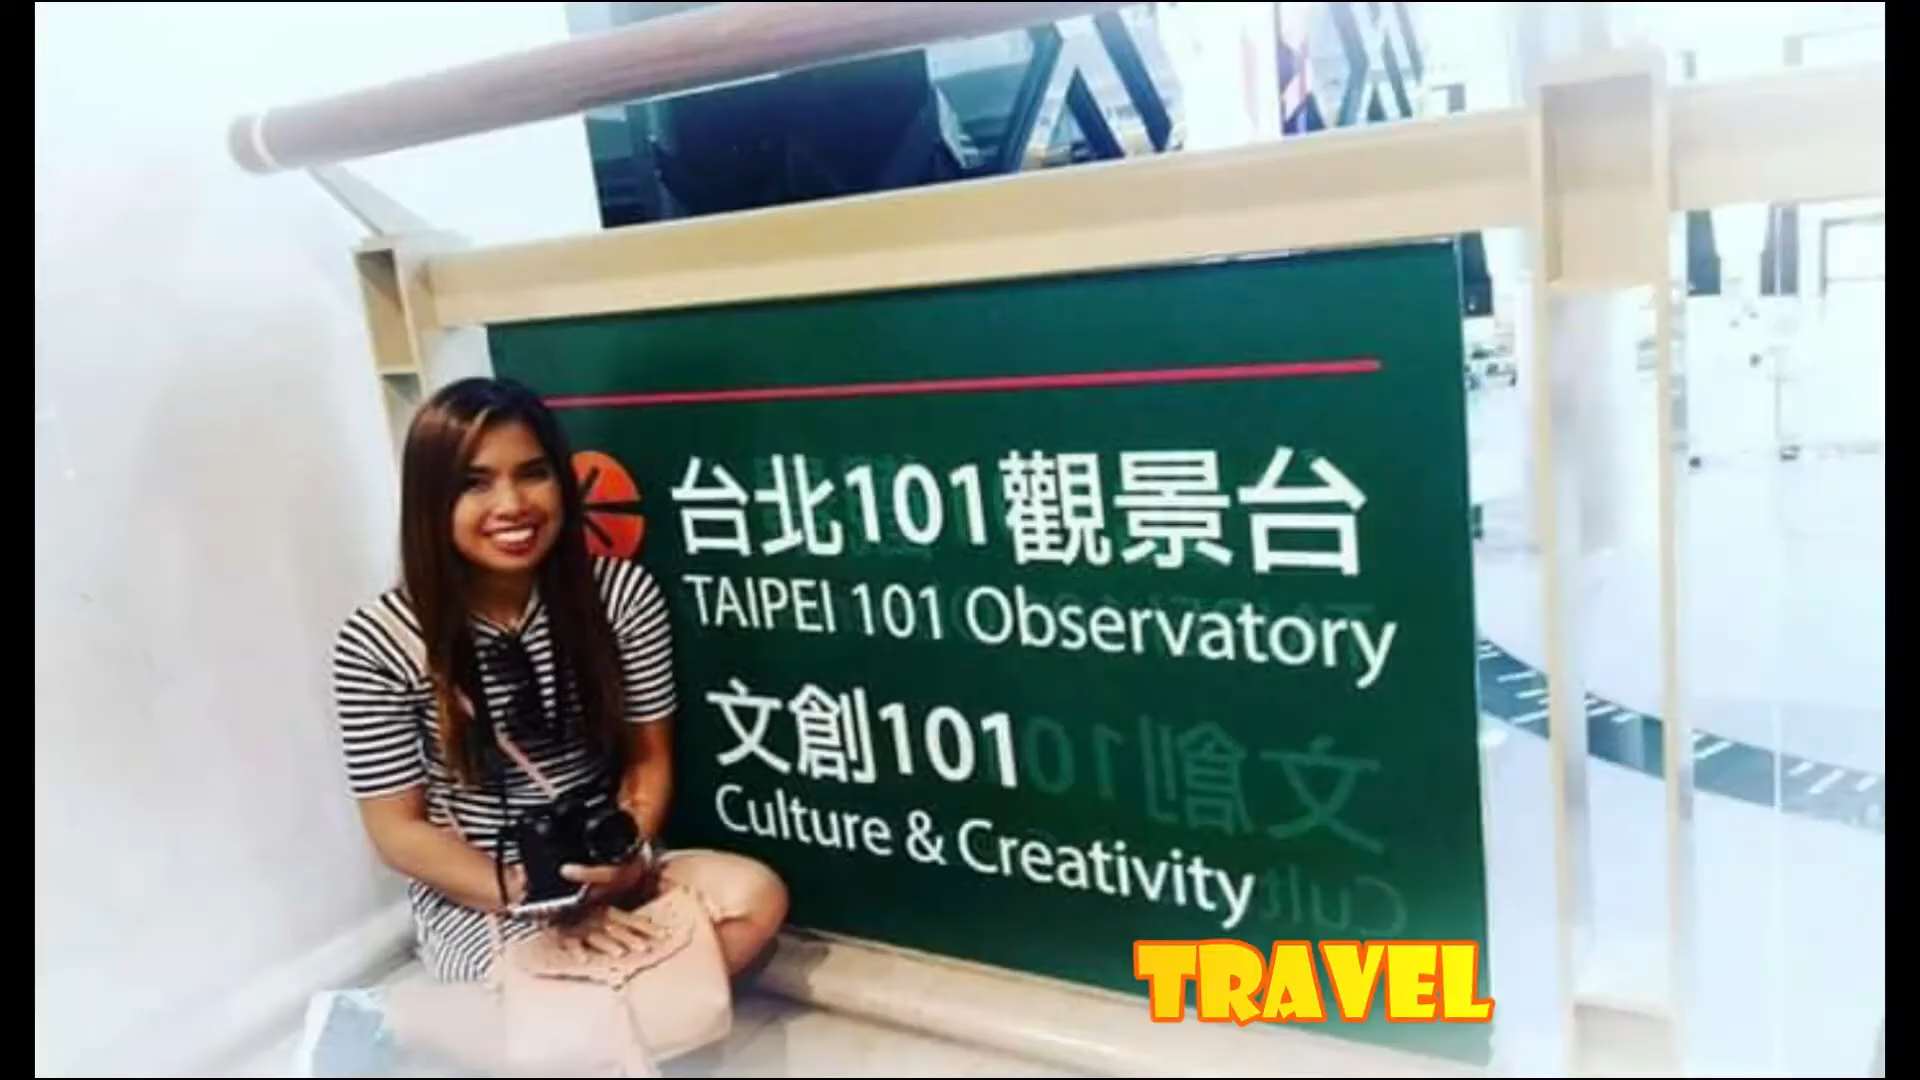 台北101觀景台
TAIPEI 101 Observatory
文創101
Culture & Creativity
TRAVEL